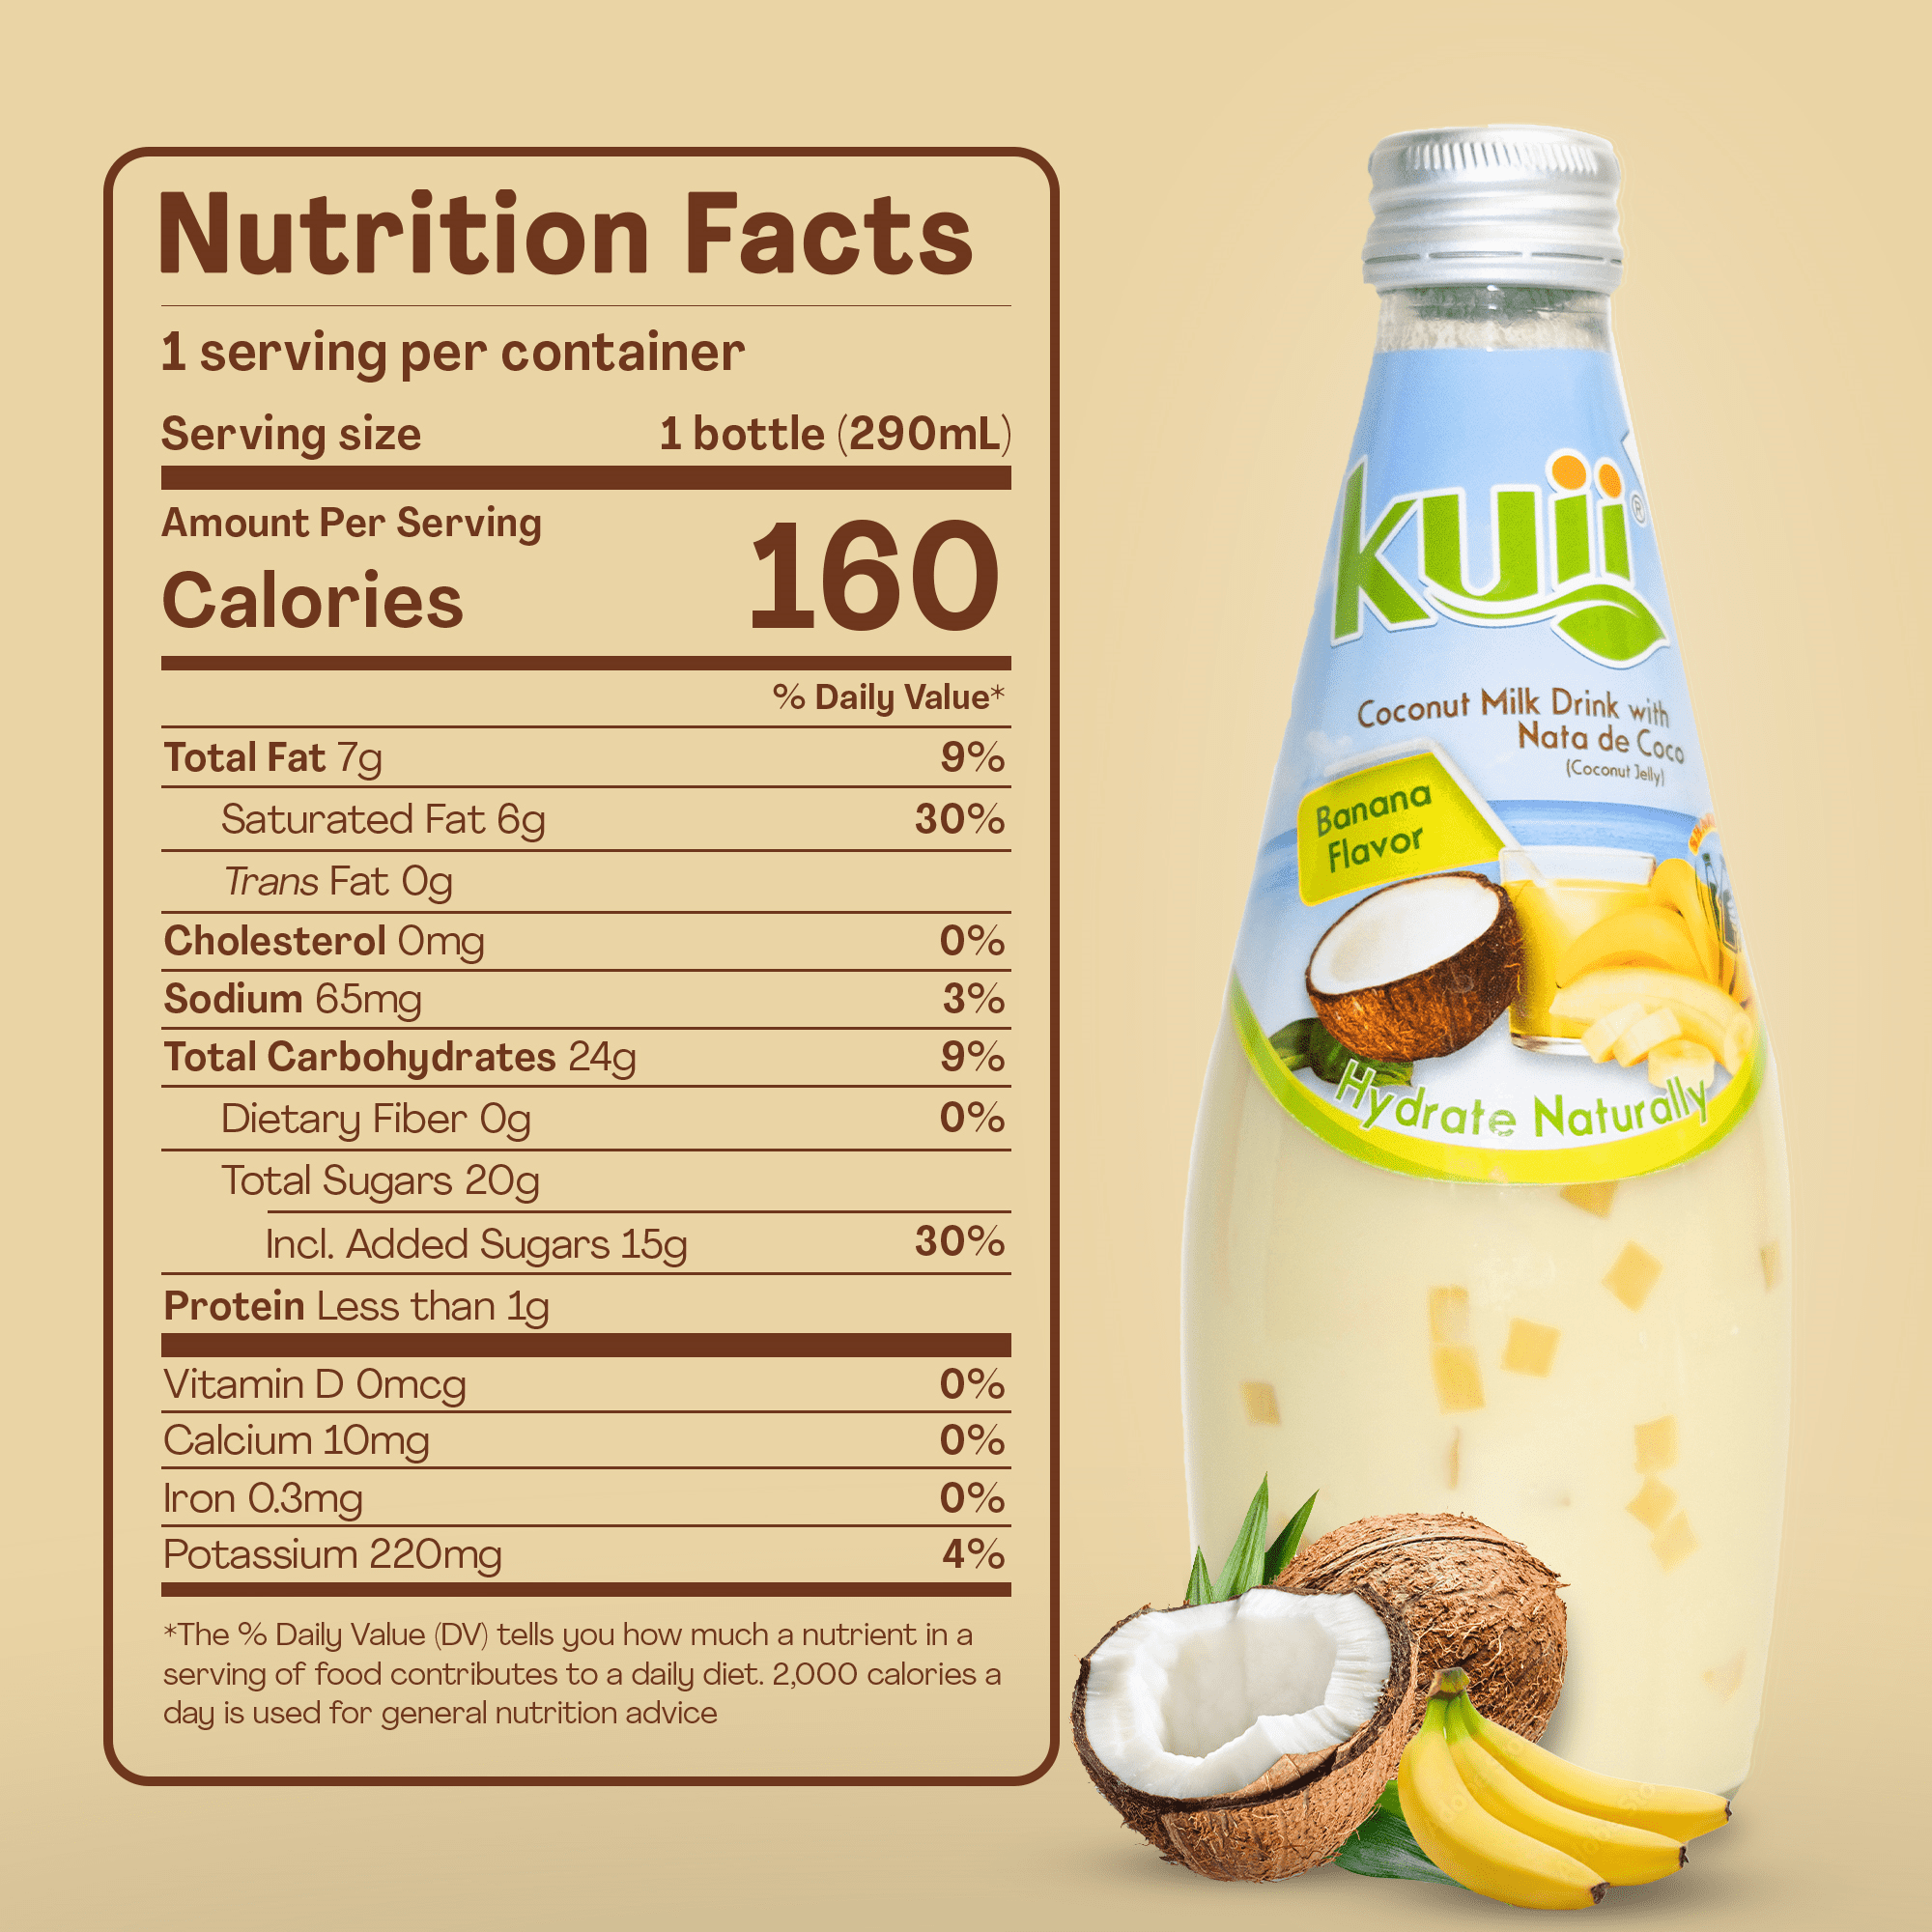 Nutrition Facts
1 serving per container
Serving size 1 bottle (290mL)
Amount Per Serving
Calories 160
% Daily Value*
Total Fat 7g 9%
Saturated Fat 6g 30%
Trans Fat 0g
Cholesterol 0mg 0%
Sodium 65mg 3%
Total Carbohydrates 24g 9%
Dietary Fiber 0g 0%
Total Sugars 20g
Incl. Added Sugars 15g 30%
Protein Less than 1g
Vitamin D 0mcg 0%
Calcium 10mg 0%
Iron 0.3mg 0%
Potassium 220mg 4%
*The % Daily Value (DV) tells you how much a nutrient in a
serving of food contributes to a daily diet. 2,000 calories a
day is used for general nutrition advice
kuii®
Coconut Milk Drink with
Nata de Coco
(Coconut Jelly)
Banana
Flavor
Hydrate Naturally